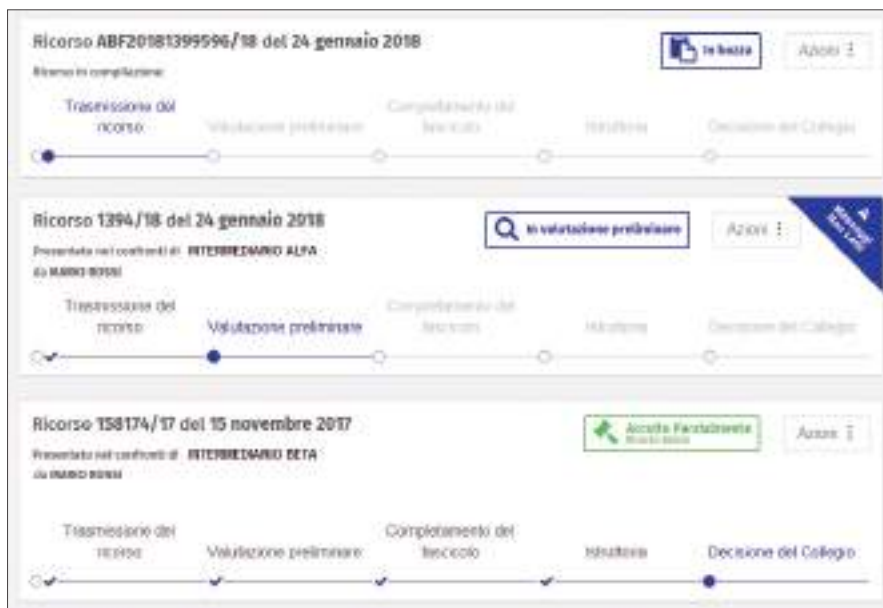 Ricorso ABF20181399596/18 del 24 gennaio 2018
In bozza
Azioni
Ricorso in compilazione
Trasmissione del
ricorso
Valutazione preliminare
Completamento del
fascicolo
Istruttoria
Decisione del Collegio
Ricorso 1394/18 del 24 gennaio 2018
In valutazione preliminare
Azioni
Messaggi
Non Letti
Presentato nei confronti di INTERMEDIARIO ALFA
da MARIO ROSSI
Trasmissione del
ricorso
Valutazione preliminare
Completamento del
fascicolo
Istruttoria
Decisione del Collegio
Ricorso 158174/17 del 15 novembre 2017
Accolto Parzialmente
Azioni
Presentato nei confronti di INTERMEDIARIO BETA
da MARIO ROSSI
Trasmissione del
ricorso
Valutazione preliminare
Completamento del
fascicolo
Istruttoria
Decisione del Collegio